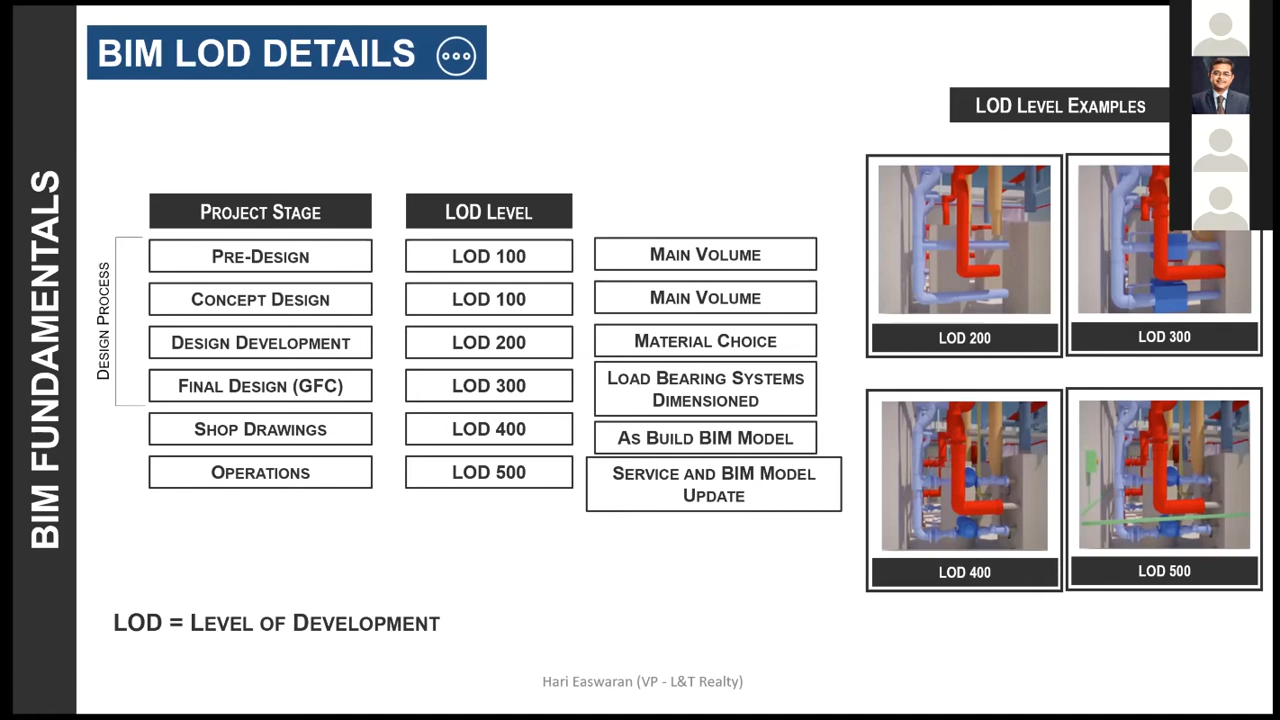 BIM LOD DETAILS
BIM FUNDAMENTALS
LOD LEVEL EXAMPLES
PROJECT STAGE
LOD LEVEL
DESIGN PROCESS
PRE-DESIGN
LOD 100
MAIN VOLUME
CONCEPT DESIGN
LOD 100
MAIN VOLUME
DESIGN DEVELOPMENT
LOD 200
MATERIAL CHOICE
FINAL DESIGN (GFC)
LOD 300
LOAD BEARING SYSTEMS
DIMENSIONED
SHOP DRAWINGS
LOD 400
AS BUILD BIM MODEL
OPERATIONS
LOD 500
SERVICE AND BIM MODEL
UPDATE
LOD 200
LOD 300
LOD 400
LOD 500
LOD = LEVEL OF DEVELOPMENT
Hari Easwaran (VP - L&T Realty)